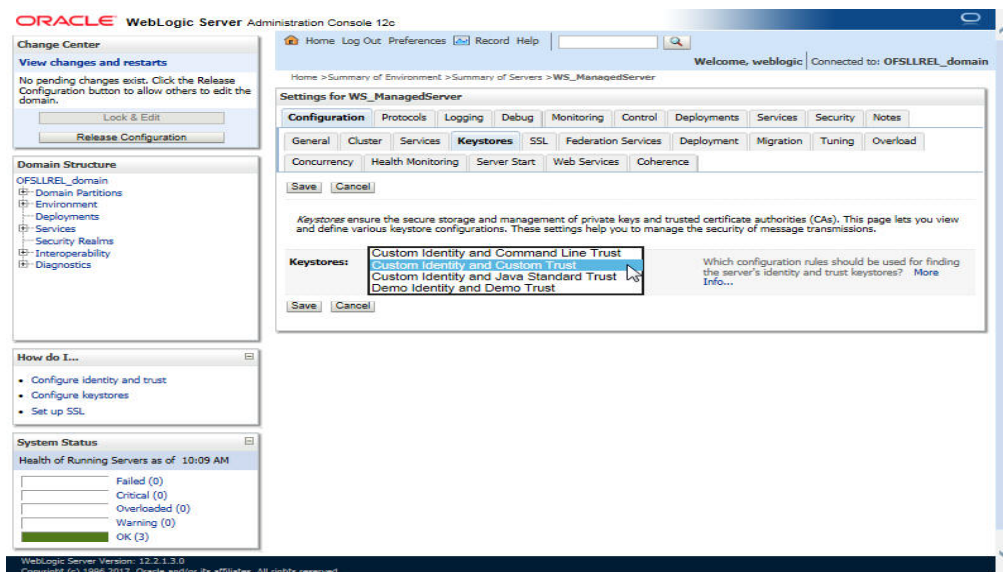 ORACLE WebLogic Server Administration Console 12c
Change Center
View changes and restarts
No pending changes exist. Click the Release
Configuration button to allow others to edit the
domain.
Lock & Edit
Release Configuration
Domain Structure
OFSLLREL_domain
Domain Partitions
Environment
Deployments
Services
Security Realms
Interoperability
Diagnostics
How do I...
Configure identity and trust
Configure keystores
Set up SSL
System Status
Health of Running Servers as of 10:09 AM
Failed (0)
Critical (0)
Overloaded (0)
Warning (0)
OK (3)
Home Log Out Preferences Record Help
Welcome, weblogic Connected to: OFSLLREL_domain
Home >Summary of Environment >Summary of Servers >WS_ManagedServer
Settings for WS_ManagedServer
Configuration Protocols Logging Debug Monitoring Control Deployments Services Security Notes
General Cluster Services Keystores SSL Federation Services Deployment Migration Tuning Overload
Concurrency Health Monitoring Server Start Web Services Coherence
Save Cancel
Keystores ensure the secure storage and management of private keys and trusted certificate authorities (CAs). This page lets you view
and define various keystore configurations. These settings help you to manage the security of message transmissions.
Keystores:
Custom Identity and Command Line Trust
Custom Identity and Custom Trust
Custom Identity and Java Standard Trust
Demo Identity and Demo Trust
Which configuration rules should be used for finding
the server's identity and trust keystores? More
Info...
Save Cancel
WebLogic Server Version: 12.2.1.3.0
Copyright (c) 1996,2017, Oracle and/or its affiliates. All rights reserved.